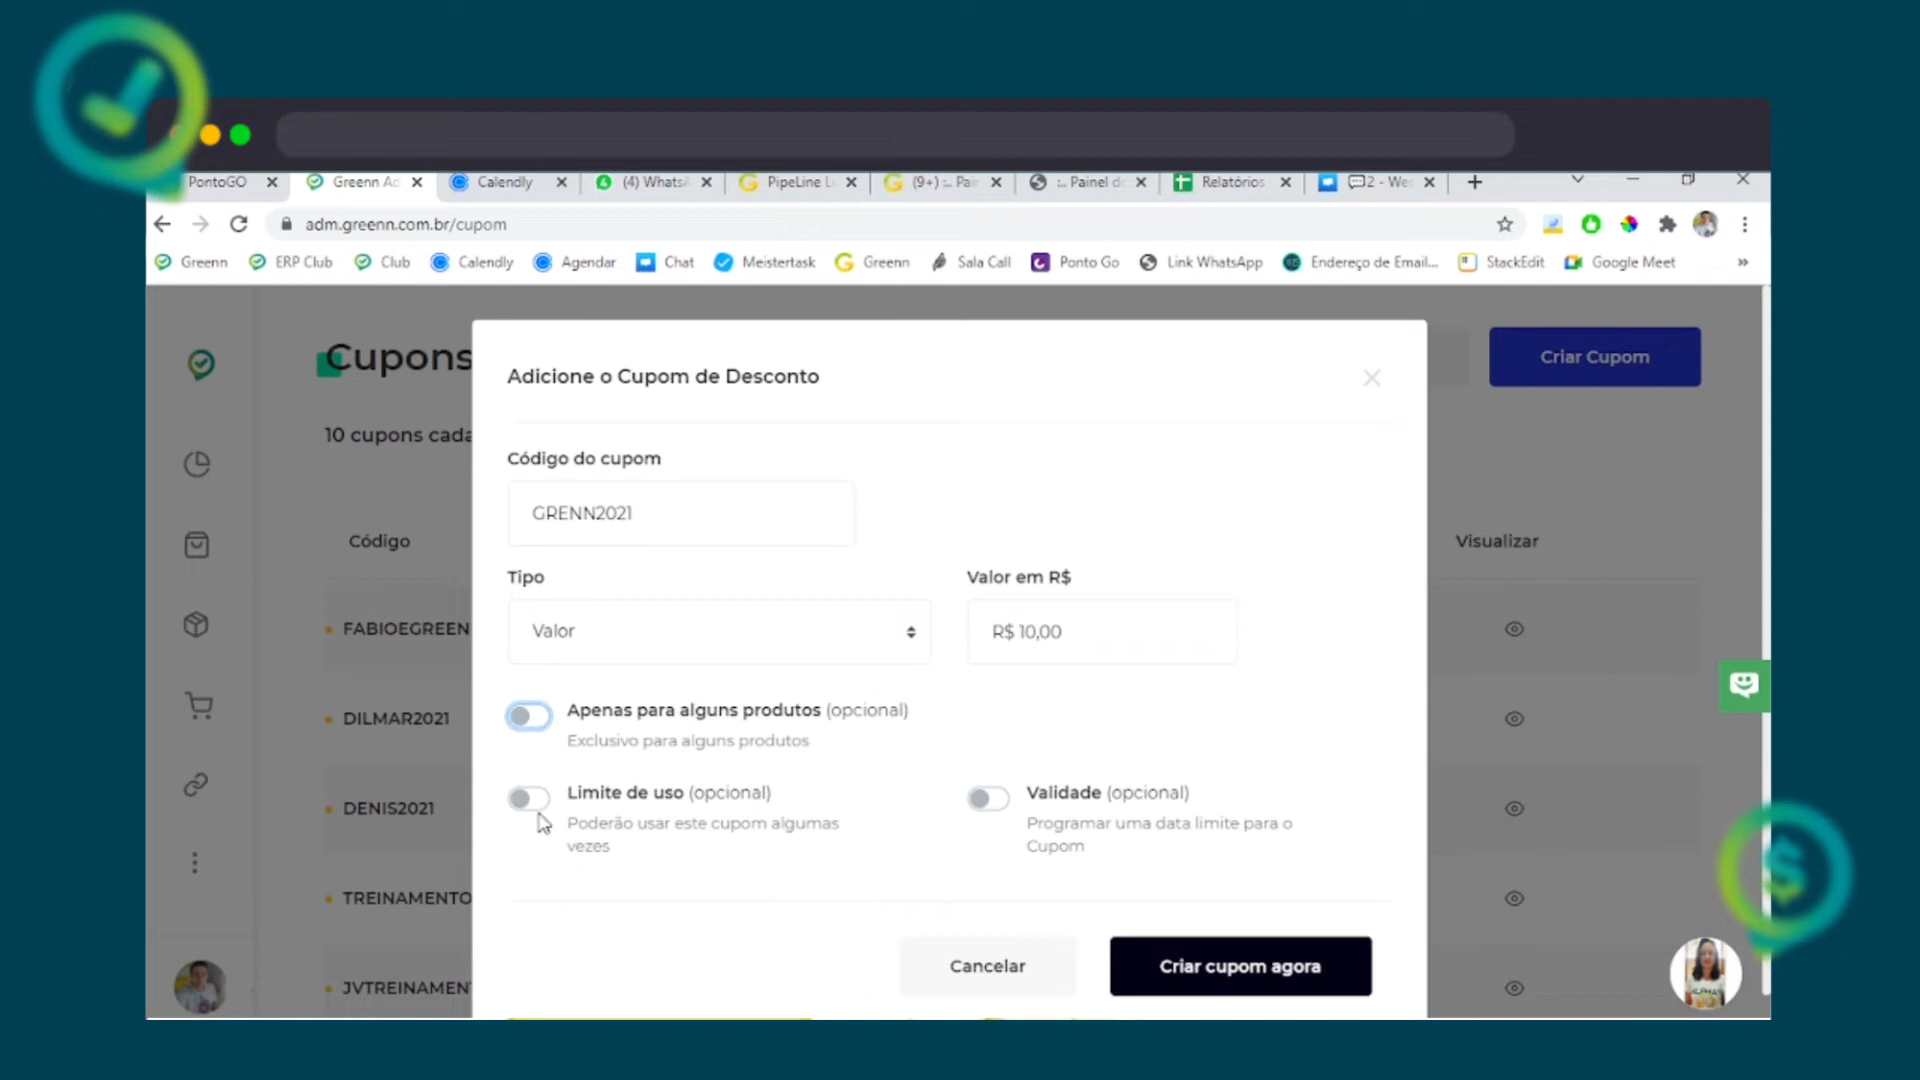 PontoGO
Greenn Ad
Calendly
(4) WhatsA
PipeLine L
(9+) :.. Pai
:.. Painel d
Relatórios
2 - We
adm.greenn.com.br/cupom
Greenn
ERP Club
Club
Calendly
Agendar
Chat
Meistertask
Greenn
Sala Call
Ponto Go
Link WhatsApp
Endereço de Email...
StackEdit
Google Meet
»
Cupons
Criar Cupom
10 cupons cada
Adicione o Cupom de Desconto
Código do cupom
GRENN2021
Código
Visualizar
Tipo
Valor em R$
Valor
R$ 10,00
FABIOEGREEN
DILMAR2021
DENIS2021
TREINAMENTO
JVTREINAMEN
Apenas para alguns produtos (opcional)
Exclusivo para alguns produtos
Limite de uso (opcional)
Poderão usar este cupom algumas
vezes
Validade (opcional)
Programar uma data limite para o
Cupom
Cancelar
Criar cupom agora